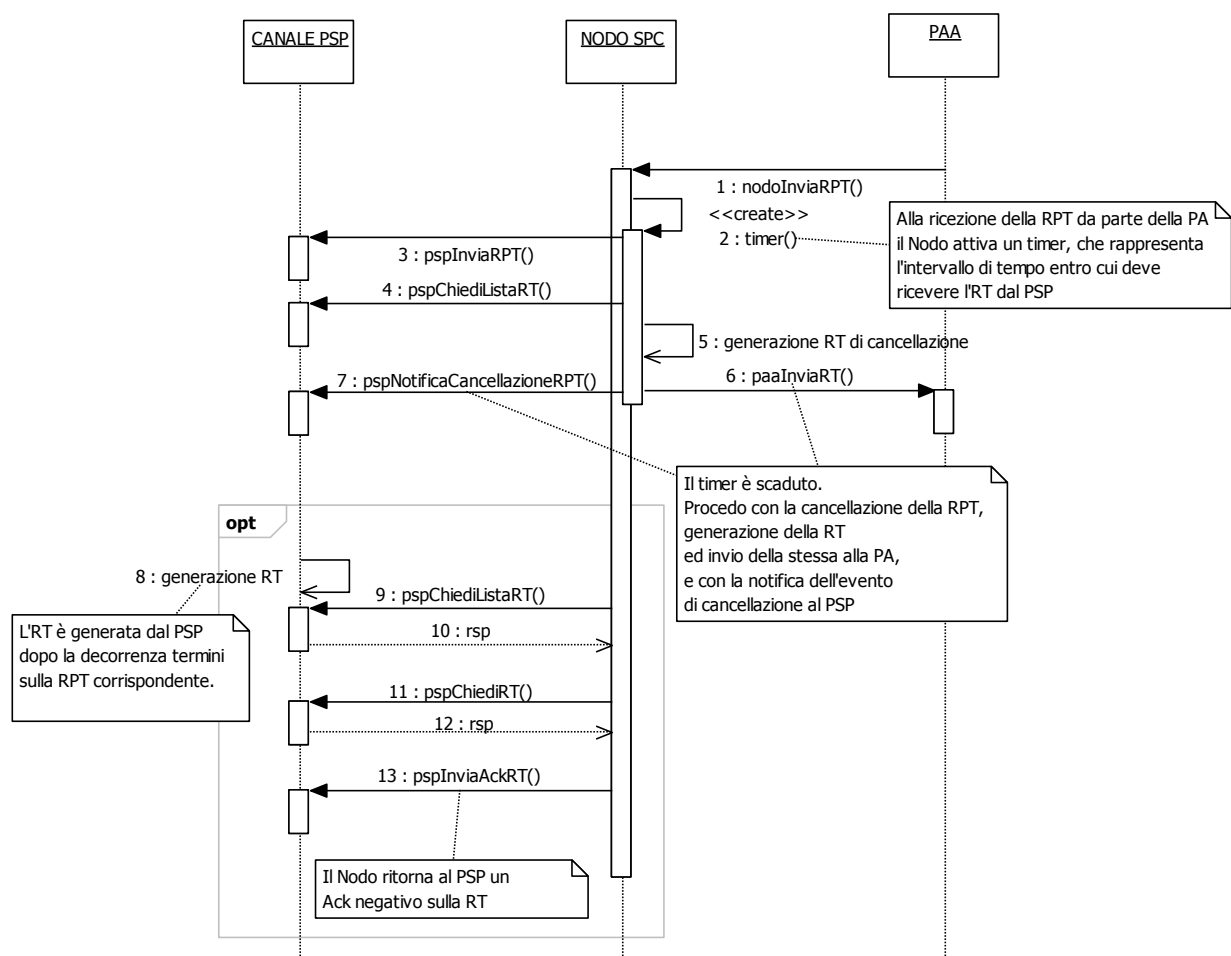 CANALE PSP
NODO SPC
PAA
1 : nodoInviaRPT()
<<create>>
2 : timer()
Alla ricezione della RPT da parte della PA
il Nodo attiva un timer, che rappresenta
l'intervallo di tempo entro cui deve
ricevere l'RT dal PSP
3 : pspInviaRPT()
4 : pspChiediListaRT()
5 : generazione RT di cancellazione
7 : pspNotificaCancellazioneRPT()
6 : paaInviaRT()
Il timer è scaduto.
Procedo con la cancellazione della RPT,
generazione della RT
ed invio della stessa alla PA,
e con la notifica dell'evento
di cancellazione al PSP
opt
8 : generazione RT
9 : pspChiediListaRT()
L'RT è generata dal PSP
dopo la decorrenza termini
sulla RPT corrispondente.
10 : rsp
11 : pspChiediRT()
12 : rsp
13 : pspInviaAckRT()
Il Nodo ritorna al PSP un
Ack negativo sulla RT